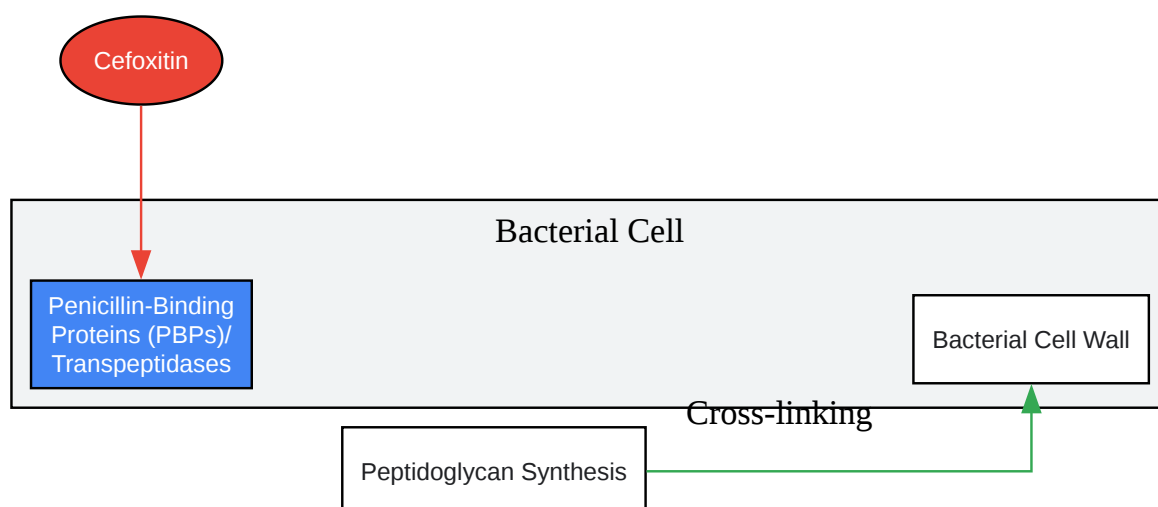 Cefoxitin
Bacterial Cell
Penicillin-Binding
Proteins (PBPs)/
Transpeptidases
Bacterial Cell Wall
Cross-linking
Peptidoglycan Synthesis